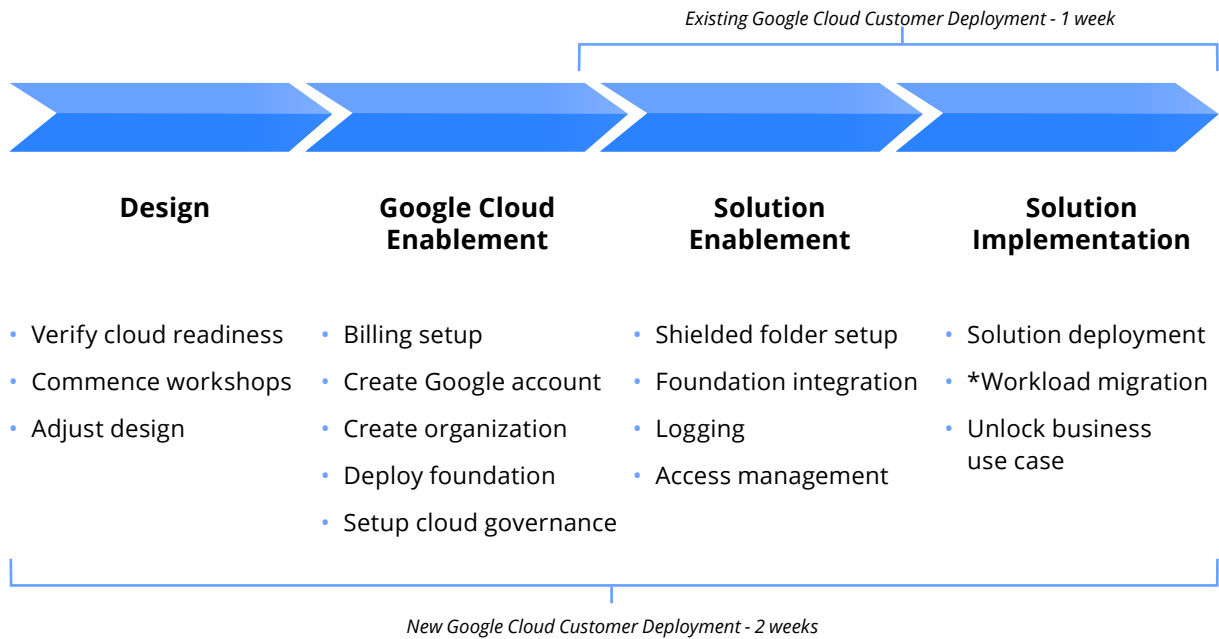 Existing Google Cloud Customer Deployment - 1 week
Design
Google Cloud
Enablement
Solution
Enablement
Solution
Implementation
• Verify cloud readiness
• Commence workshops
• Adjust design
• Billing setup
• Create Google account
• Create organization
• Deploy foundation
• Setup cloud governance
• Shielded folder setup
• Foundation integration
• Logging
• Access management
• Solution deployment
• *Workload migration
• Unlock business
use case
New Google Cloud Customer Deployment - 2 weeks